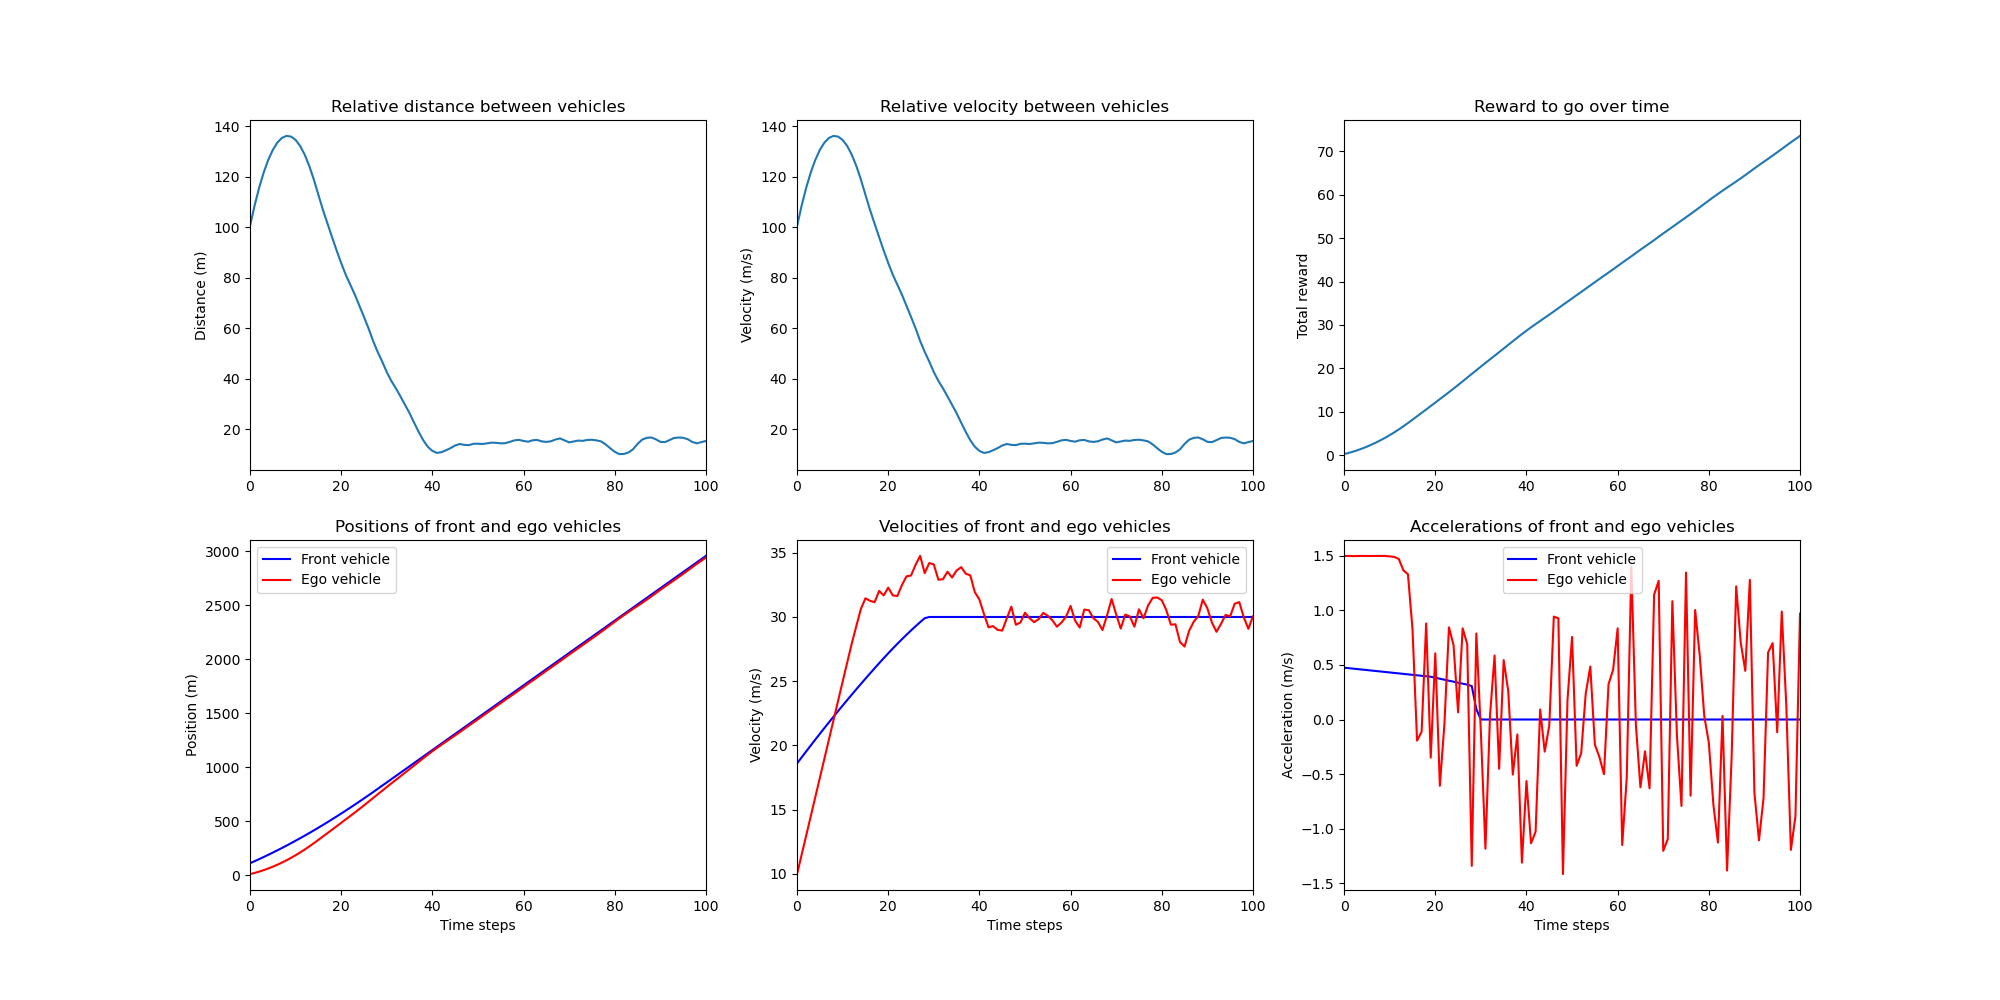 Relative distance between vehicles
Distance (m)
140
120
100
80
60
40
20
0 20 40 60 80 100
Relative velocity between vehicles
Velocity (m/s)
140
120
100
80
60
40
20
0 20 40 60 80 100
Reward to go over time
Total reward
70
60
50
40
30
20
10
0
0 20 40 60 80 100
Positions of front and ego vehicles
Front vehicle
Ego vehicle
Position (m)
3000
2500
2000
1500
1000
500
0
0 20 40 60 80 100
Time steps
Velocities of front and ego vehicles
Front vehicle
Ego vehicle
Velocity (m/s)
35
30
25
20
15
10
0 20 40 60 80 100
Time steps
Accelerations of front and ego vehicles
Front vehicle
Ego vehicle
Acceleration (m/s)
1.5
1.0
0.5
0.0
−0.5
−1.0
−1.5
0 20 40 60 80 100
Time steps